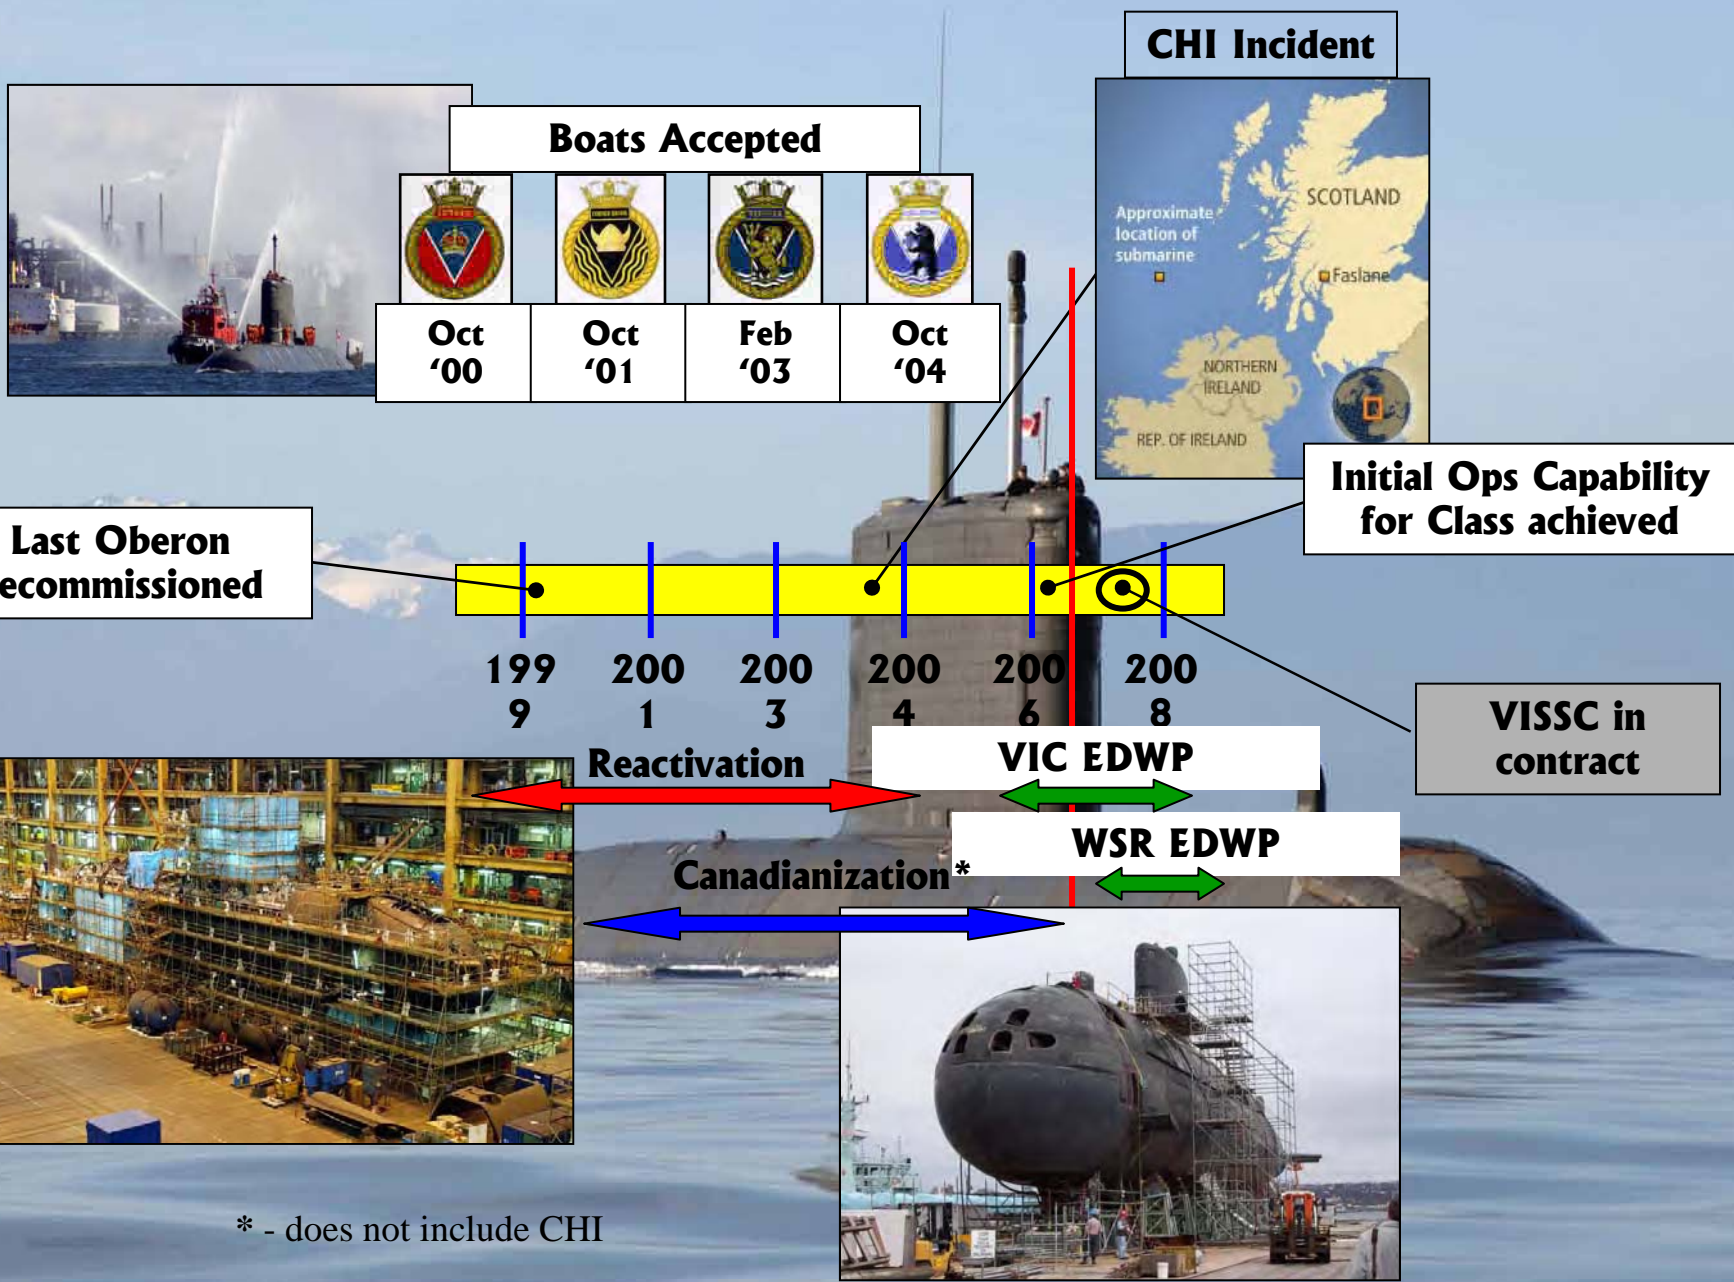 CHI Incident
Boats Accepted
Oct
‘00
Oct
‘01
Feb
‘03
Oct
‘04
Approximate
location of
submarine
SCOTLAND
Faslane
NORTHERN
IRELAND
REP. OF IRELAND
Initial Ops Capability
for Class achieved
Last Oberon
ecommissioned
199
9
200
1
200
3
200
4
200
6
200
8
VISSC in
contract
Reactivation
VIC EDWP
WSR EDWP
Canadianization*
* - does not include CHI